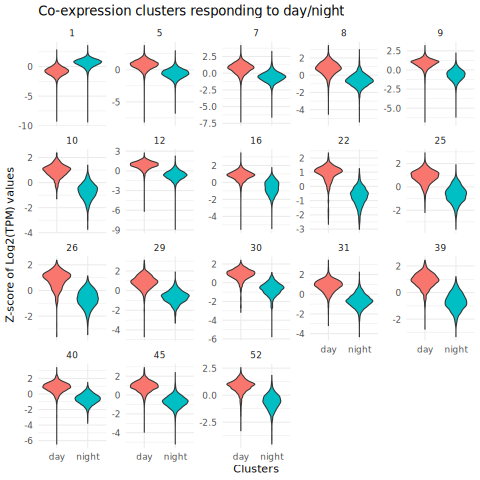 Co-expression clusters responding to day/night
1 5 7 8 9
0 -5 -10
0 -5
2.5 0.0 -2.5 -5.0 -7.5
2 0 -2 -4
2.5 0.0 -2.5 -5.0
10 12 16 22 25
2 0 -2 -4
3 0 -3 -6 -9
2 0 -2 -4
2 1 0 -1 -2 -3
2 0 -2
26 29 30 31 39
2 0 -2
2 0 -2 -4
2 0 -2 -4 -6
2 0 -2 -4
2 0 -2
day night day night
40 45 52
2 0 -2 -4 -6
2 0 -2 -4
2.5 0.0 -2.5
day night day night day night
Clusters
Z-score of Log2(TPM) values